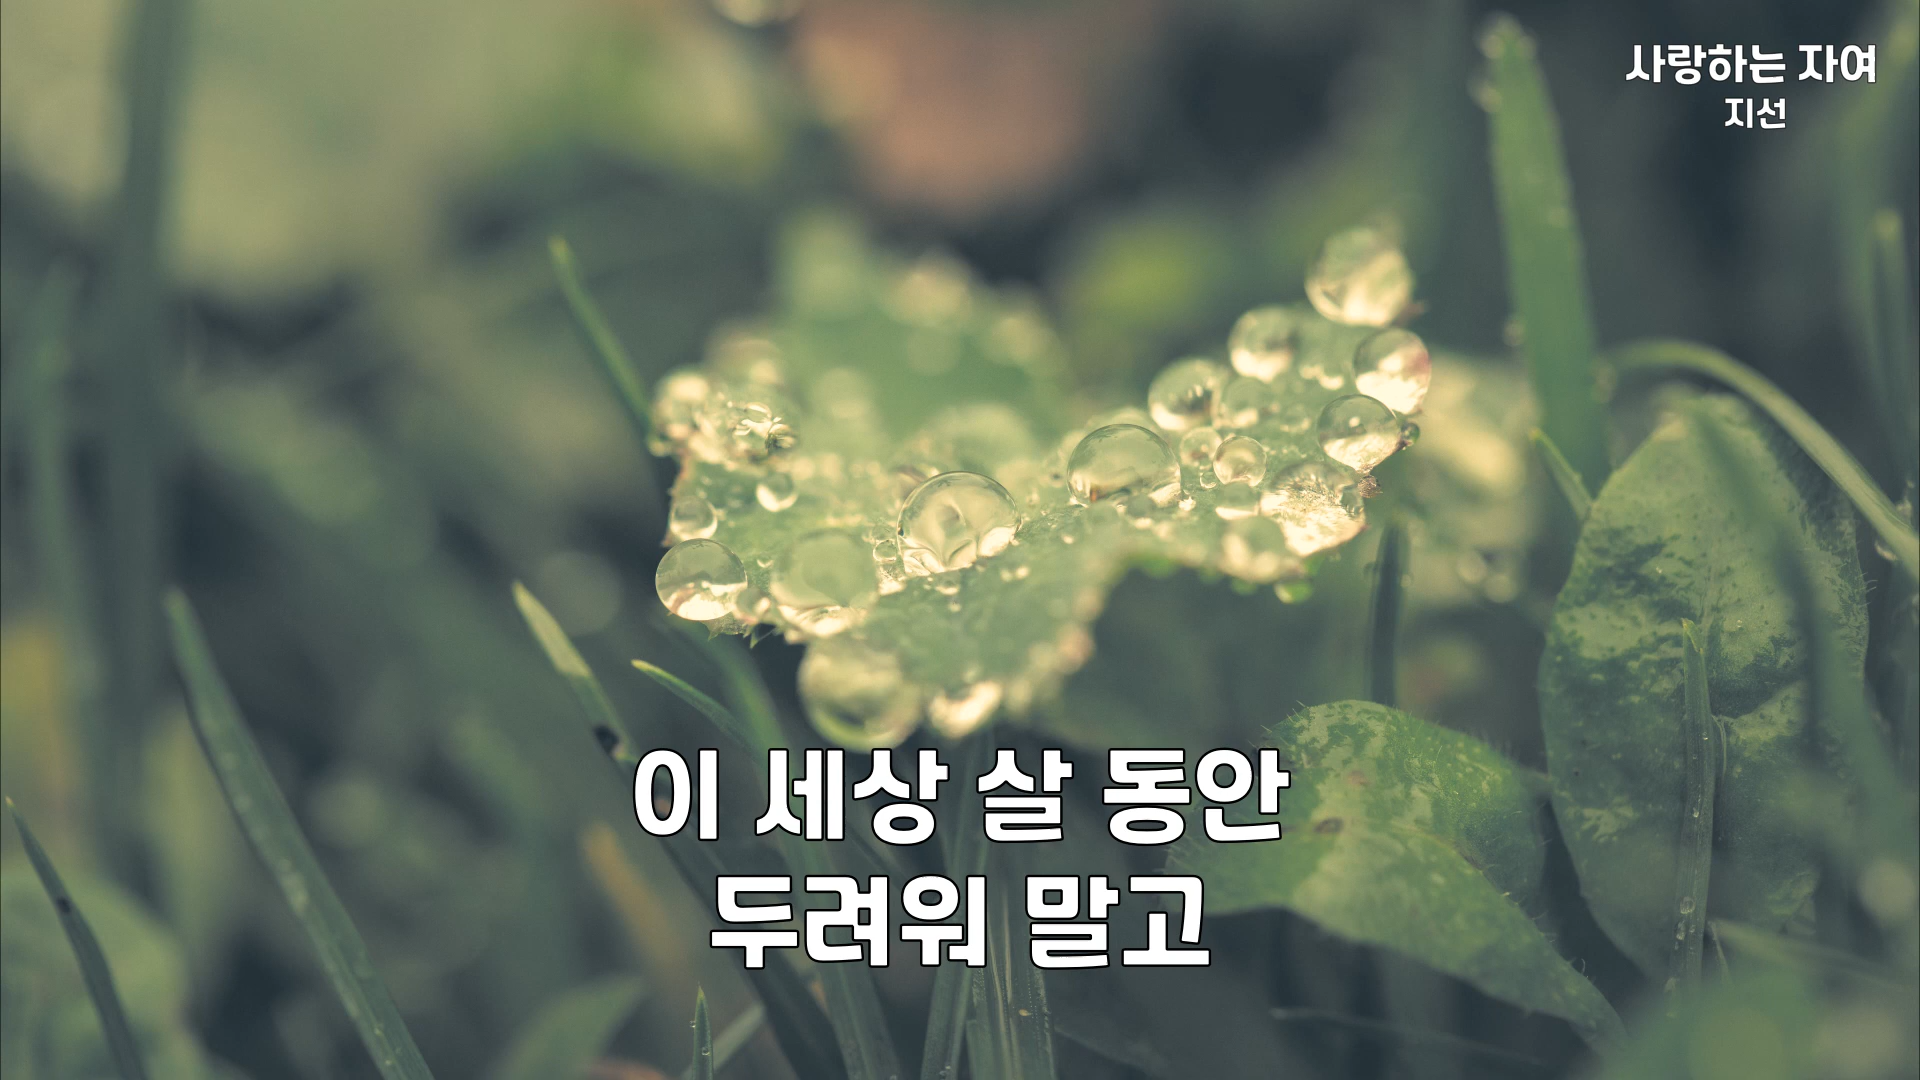 사랑하는 자여
지선
이 세상 살 동안
두려워 말고